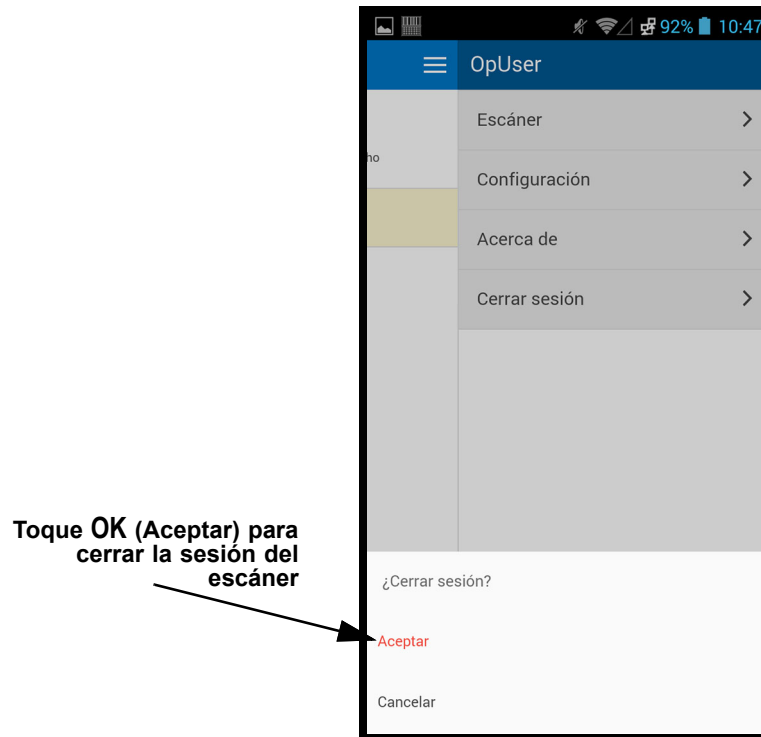 92% 10:47
OpUser
Escáner
ho
Configuración
Acerca de
Cerrar sesión
Toque OK (Aceptar) para
cerrar la sesión del
escáner
¿Cerrar sesión?
Aceptar
Cancelar